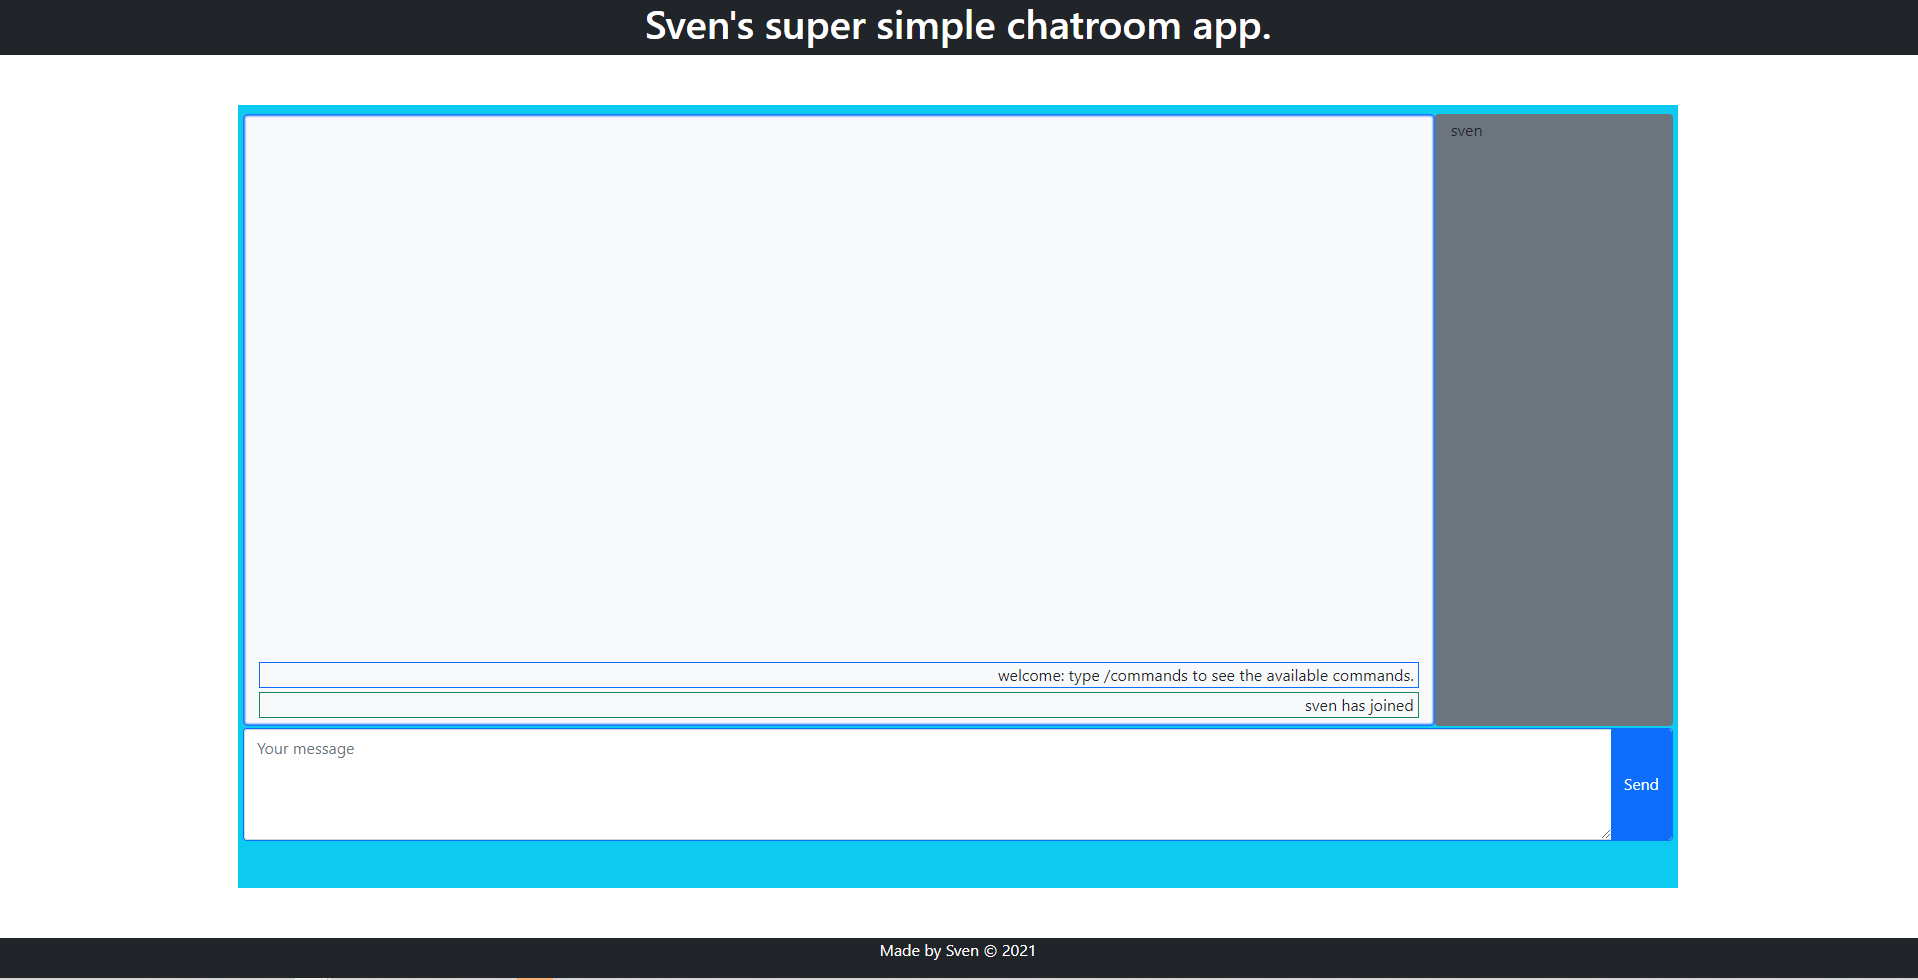 Sven's super simple chatroom app.
sven
welcome: type /commands to see the available commands.
sven has joined
Your message
Send
Made by Sven © 2021